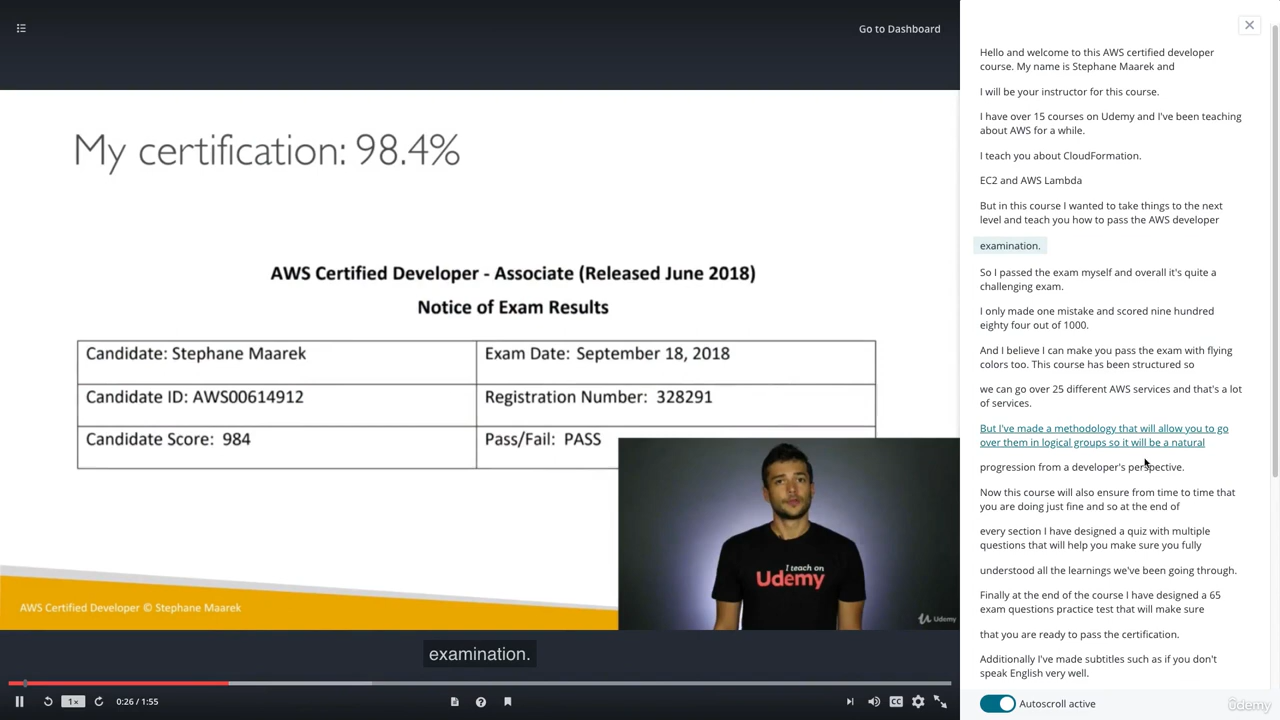 Go to Dashboard
My certification: 98.4%
AWS Certified Developer - Associate (Released June 2018)
Notice of Exam Results
Candidate: Stephane Maarek
Exam Date: September 18, 2018
Candidate ID: AWS00614912
Registration Number: 328291
Candidate Score: 984
Pass/Fail: PASS
I teach on
Udemy
AWS Certified Developer © Stephane Maarek
Udemy
examination.
1x
0:26 / 1:55
CC
Hello and welcome to this AWS certified developer
course. My name is Stephane Maarek and
I will be your instructor for this course.
I have over 15 courses on Udemy and I've been teaching
about AWS for a while.
I teach you about CloudFormation.
EC2 and AWS Lambda
But in this course I wanted to take things to the next
level and teach you how to pass the AWS developer
examination.
So I passed the exam myself and overall it's quite a
challenging exam.
I only made one mistake and scored nine hundred
eighty four out of 1000.
And I believe I can make you pass the exam with flying
colors too. This course has been structured so
we can go over 25 different AWS services and that's a lot
of services.
But I've made a methodology that will allow you to go
over them in logical groups so it will be a natural
progression from a developer's perspective.
Now this course will also ensure from time to time that
you are doing just fine and so at the end of
every section I have designed a quiz with multiple
questions that will help you make sure you fully
understood all the learnings we've been going through.
Finally at the end of the course I have designed a 65
exam questions practice test that will make sure
that you are ready to pass the certification.
Additionally I've made subtitles such as if you don't
speak English very well.
Autoscroll active
ûdemy